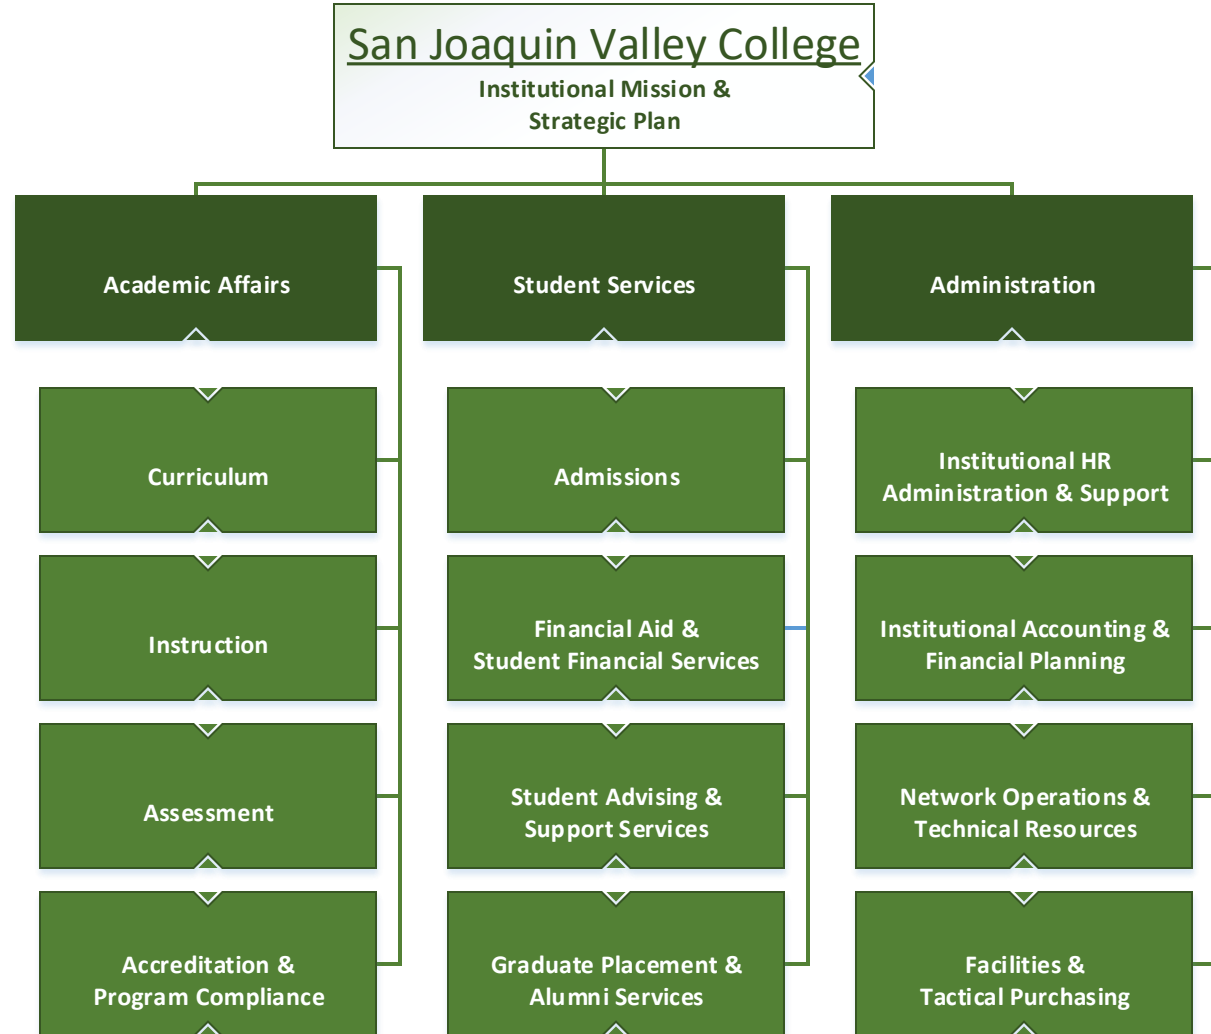 San Joaquin Valley College
Institutional Mission &
Strategic Plan
Academic Affairs
Student Services
Administration
Curriculum
Admissions
Institutional HR
Administration & Support
Instruction
Financial Aid &
Student Financial Services
Institutional Accounting &
Financial Planning
Assessment
Student Advising &
Support Services
Network Operations &
Technical Resources
Accreditation &
Program Compliance
Graduate Placement &
Alumni Services
Facilities &
Tactical Purchasing